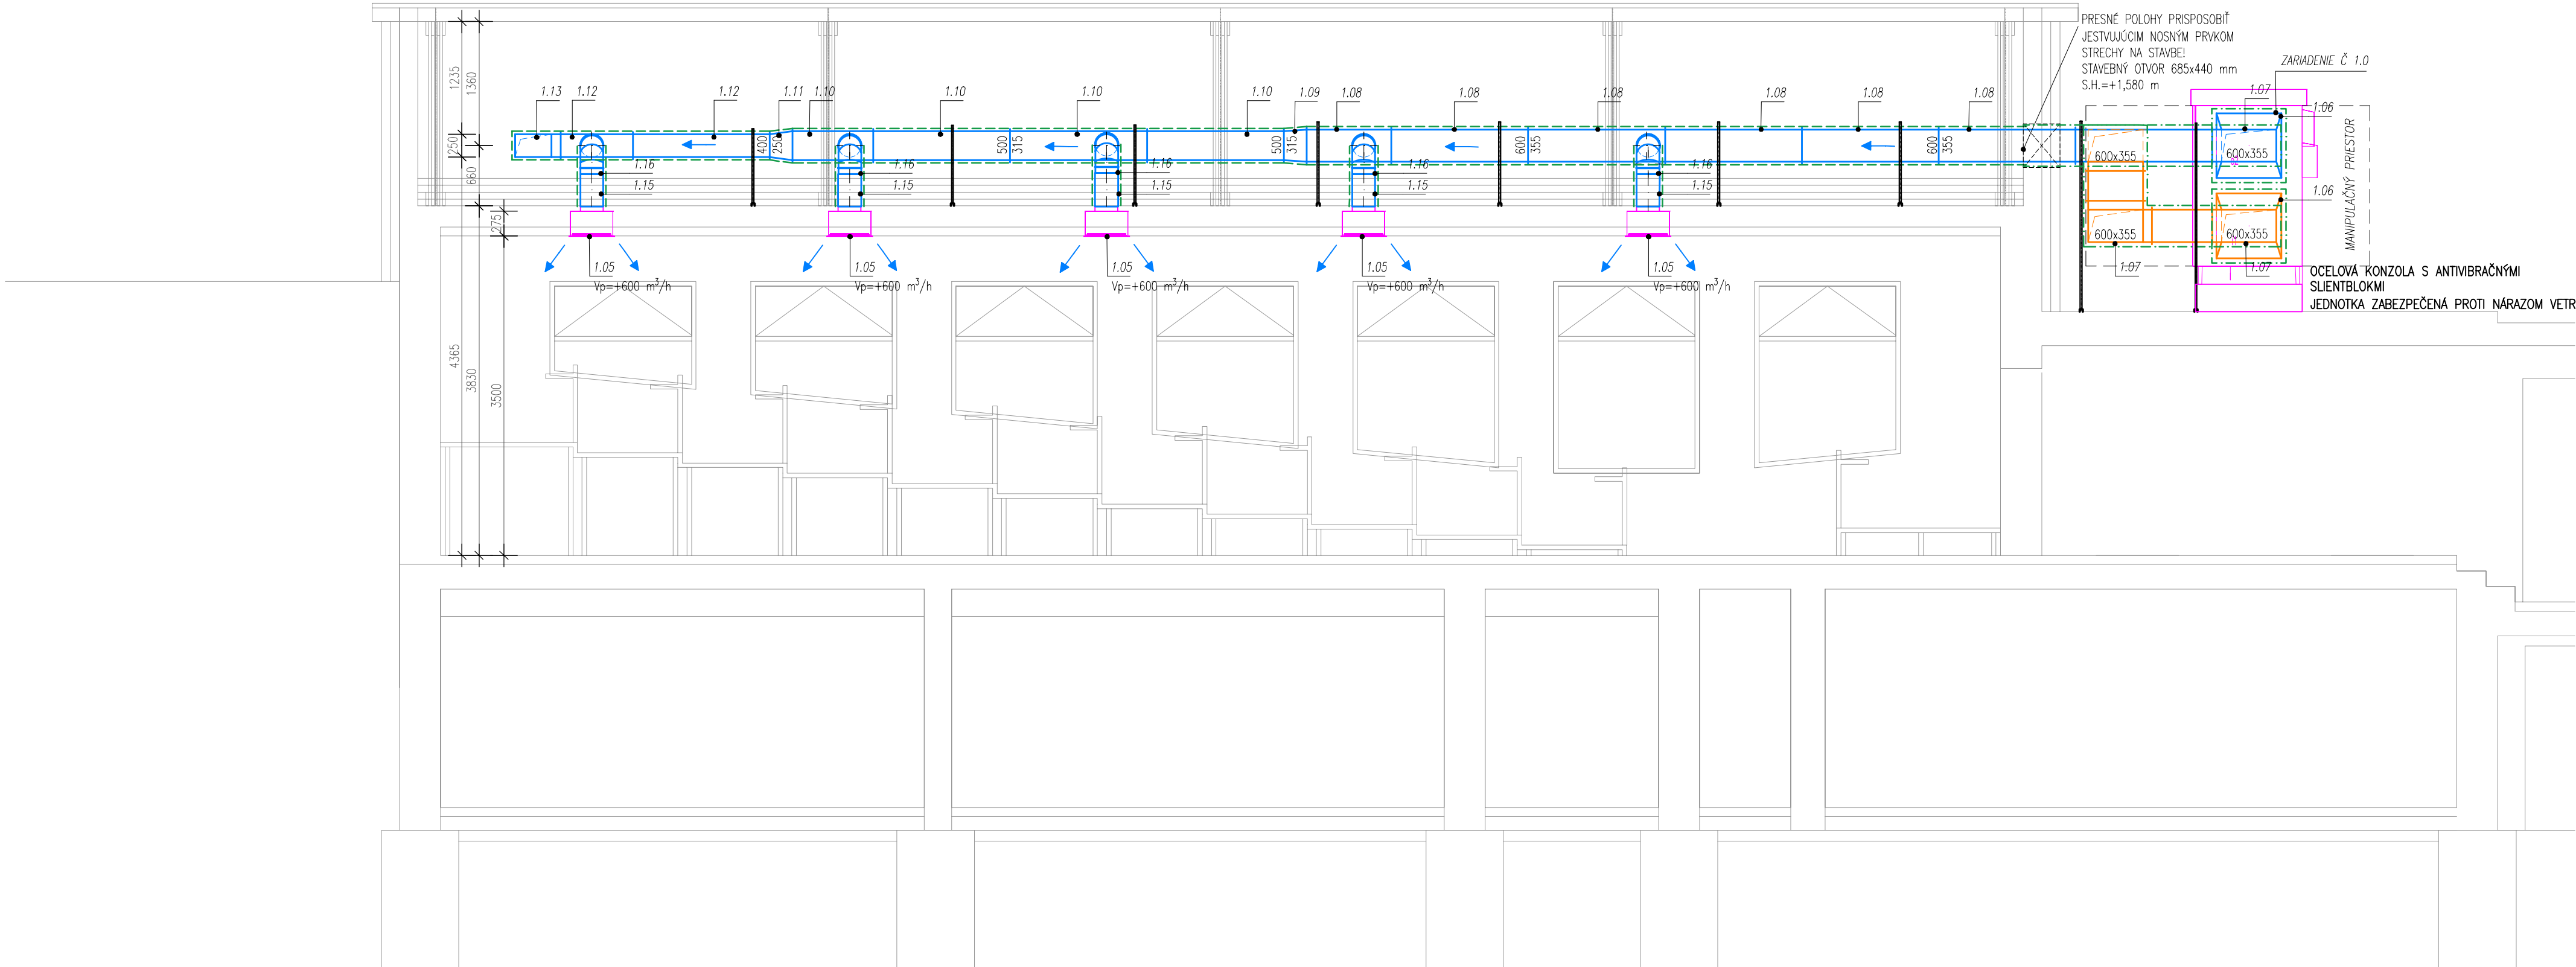 PRESNÉ POLOHY PRISPOSOBIŤ
JESTVUJÚCIM NOSNÝM PRVKOM
STRECHY NA STAVBE!
STAVEBNÝ OTVOR 685x440 mm
S.H.=+1,580 m
ZARIADENIE Č 1.0
1.13
1.12
1.12
1.11
1.10
1.10
1.10
1.10
1.09
1.08
1.08
1.08
1.08
1.08
1.08
1.07
1.06
1235
1360
250
660
275
400
250
500
315
500
315
600
355
600
355
600x355
600x355
MANIPULAČNÝ PRIESTOR
1.16
1.16
1.16
1.16
1.16
1.15
1.15
1.15
1.15
1.15
1.06
600x355
600x355
1.05
1.05
1.05
1.05
1.05
1.07
1.07
Vp=+600 m³/h
Vp=+600 m³/h
Vp=+600 m³/h
Vp=+600 m³/h
Vp=+600 m³/h
OCELOVÁ KONZOLA S ANTIVIBRAČNÝMI
SLIENTBLOKMI
JEDNOTKA ZABEZPEČENÁ PROTI NÁRAZOM VETR
4365
3830
3500